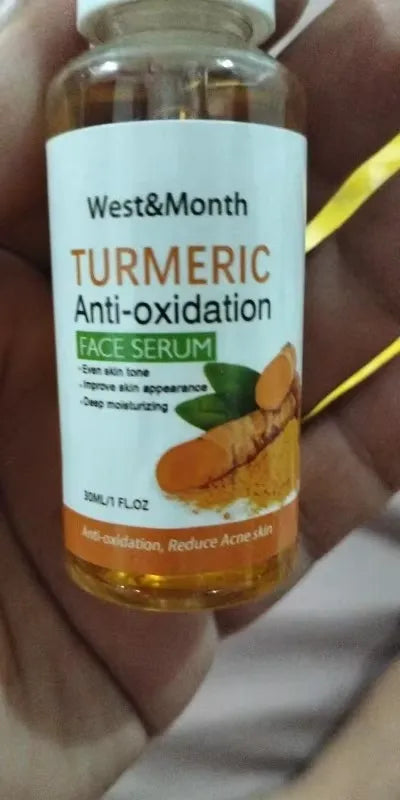 West&Month
TURMERIC
Anti-oxidation
FACE SERUM
•Even skin tone
•Improve skin appearance
•Deep moisturizing
30ML/1 FL.OZ
Anti-oxidation, Reduce Acne skin